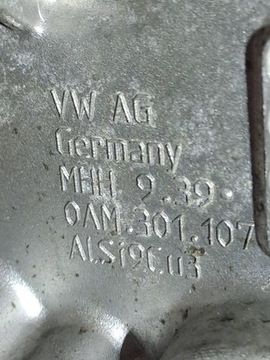 VW AG
Germany
MHH 9.39.
0AM.301.107
AlSi9Cu3